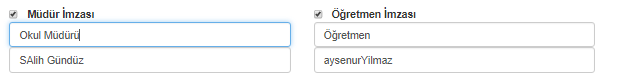 Müdür İmzası
Okul Müdürü
SAlih Gündüz
Öğretmen İmzası
Öğretmen
aysenurYilmaz